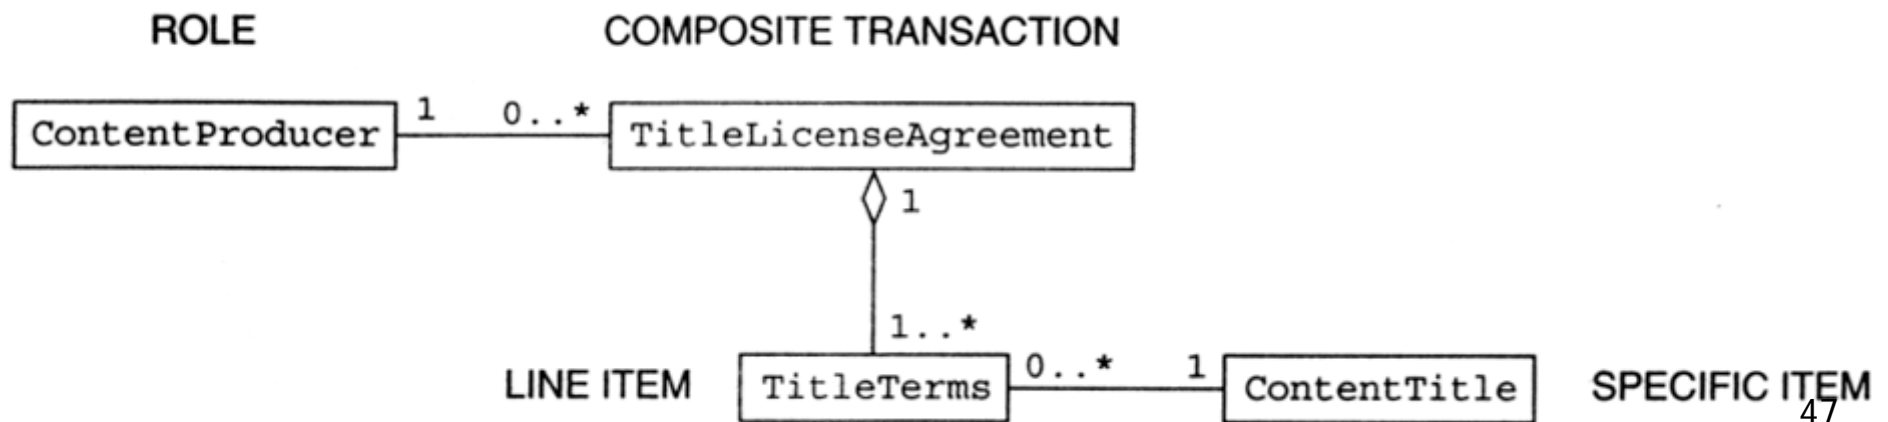 ROLE COMPOSITE TRANSACTION
1 0..*
ContentProducer TitleLicenseAgreement
1
1..*
0..* 1
LINE ITEM TitleTerms ContentTitle SPECIFIC ITEM
47